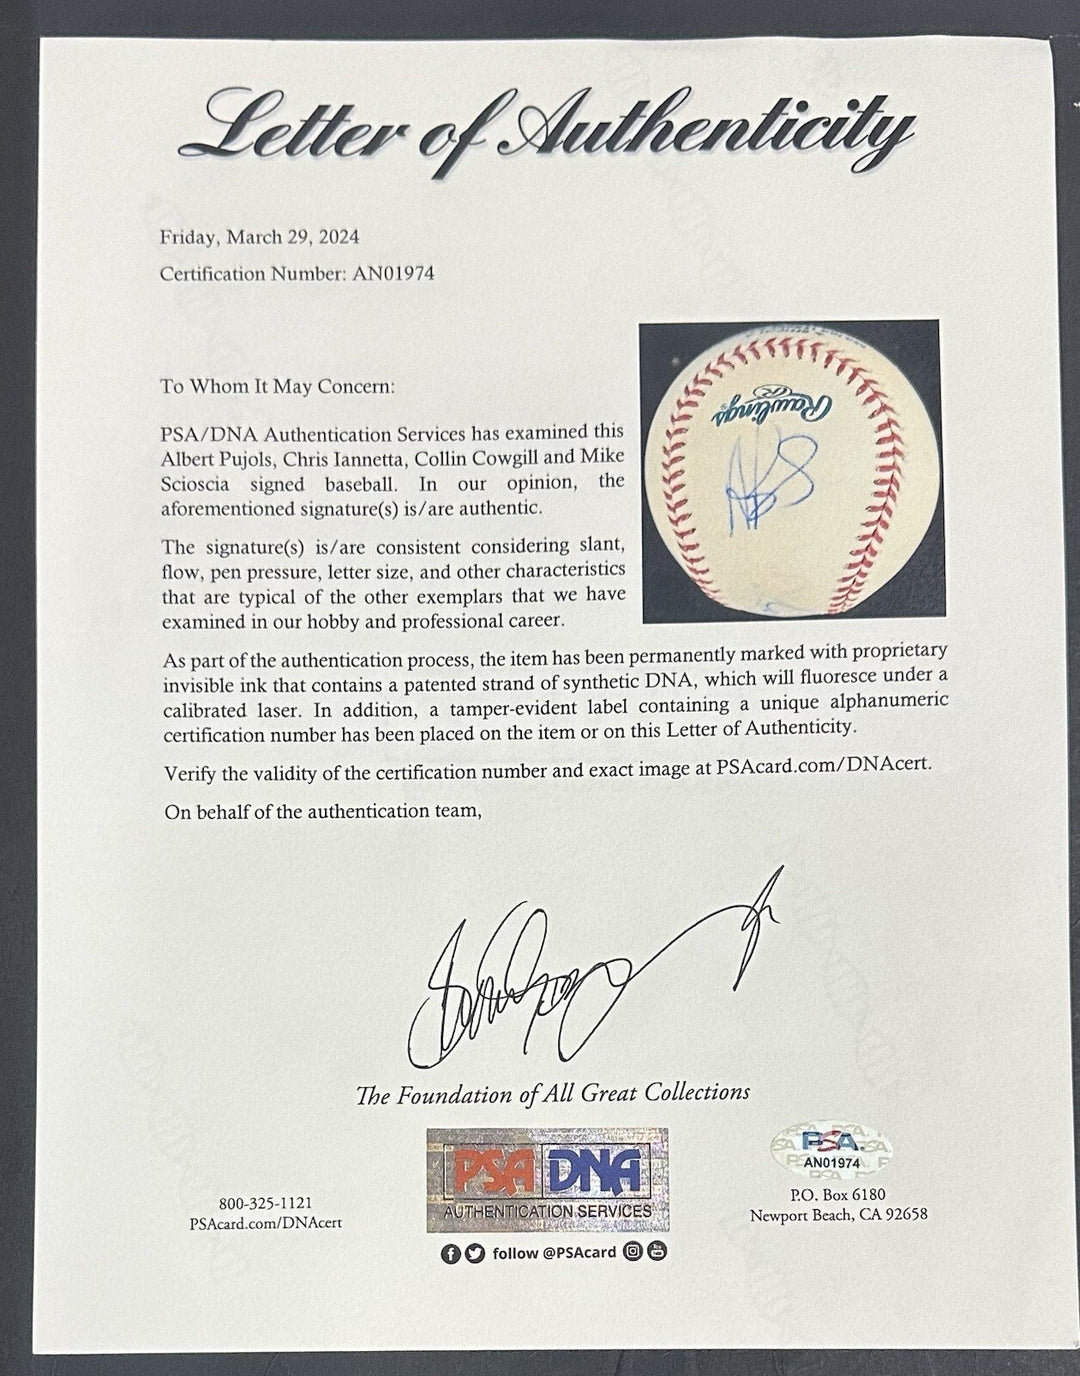 Letter of Authenticity
Friday, March 29, 2024
Certification Number: AN01974
To Whom It May Concern:
PSA/DNA Authentication Services has examined this
Albert Pujols, Chris Iannetta, Collin Cowgill and Mike
Scioscia signed baseball. In our opinion, the
aforementioned signature(s) is/are authentic.
The signature(s) is/are consistent considering slant,
flow, pen pressure, letter size, and other characteristics
that are typical of the other exemplars that we have
examined in our hobby and professional career.
Rawlings
As part of the authentication process, the item has been permanently marked with proprietary
invisible ink that contains a patented strand of synthetic DNA, which will fluoresce under a
calibrated laser. In addition, a tamper-evident label containing a unique alphanumeric
certification number has been placed on the item or on this Letter of Authenticity.
Verify the validity of the certification number and exact image at PSAcard.com/DNAcert.
On behalf of the authentication team,
The Foundation of All Great Collections
800-325-1121
PSAcard.com/DNAcert
PSA DNA
AUTHENTICATION SERVICES
follow @PSAcard
PSA
AN01974
P.O. Box 6180
Newport Beach, CA 92658